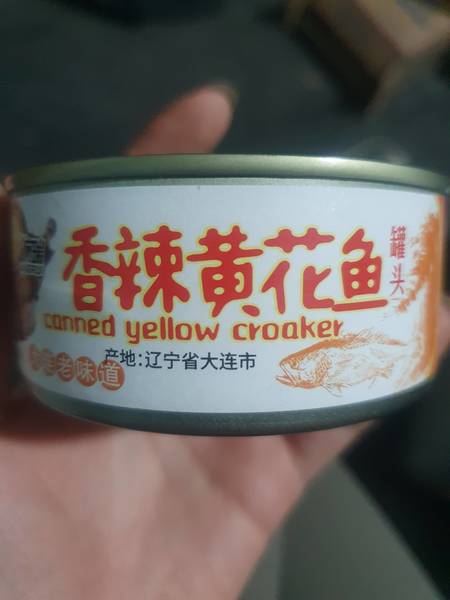 香辣黄花鱼
罐头
canned yellow croaker
老味道
产地:辽宁省大连市